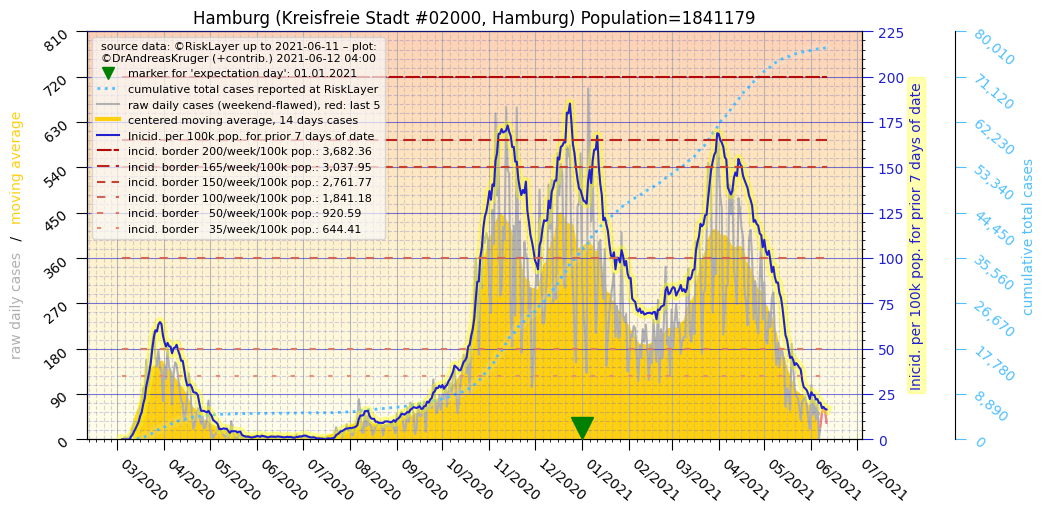 Hamburg (Kreisfreie Stadt #02000, Hamburg) Population=1841179
source data: ©RiskLayer up to 2021-06-11 – plot:
©DrAndreasKruger (+contrib.) 2021-06-12 04:00
marker for 'expectation day': 01.01.2021
cumulative total cases reported at RiskLayer
raw daily cases (weekend-flawed), red: last 5
centered moving average, 14 days cases
Inicid. per 100k pop. for prior 7 days of date
incid. border 200/week/100k pop.: 3,682.36
incid. border 165/week/100k pop.: 3,037.95
incid. border 150/week/100k pop.: 2,761.77
incid. border 100/week/100k pop.: 1,841.18
incid. border 50/week/100k pop.: 920.59
incid. border 35/week/100k pop.: 644.41
raw daily cases / moving average
810
720
630
540
450
360
270
180
90
0
03/2020
04/2020
05/2020
06/2020
07/2020
08/2020
09/2020
10/2020
11/2020
12/2020
01/2021
02/2021
03/2021
04/2021
05/2021
06/2021
07/2021
225
200
175
150
125
100
75
50
25
0
Inicid. per 100k pop. for prior 7 days of date
80,010
71,120
62,230
53,340
44,450
35,560
26,670
17,780
8,890
0
cumulative total cases